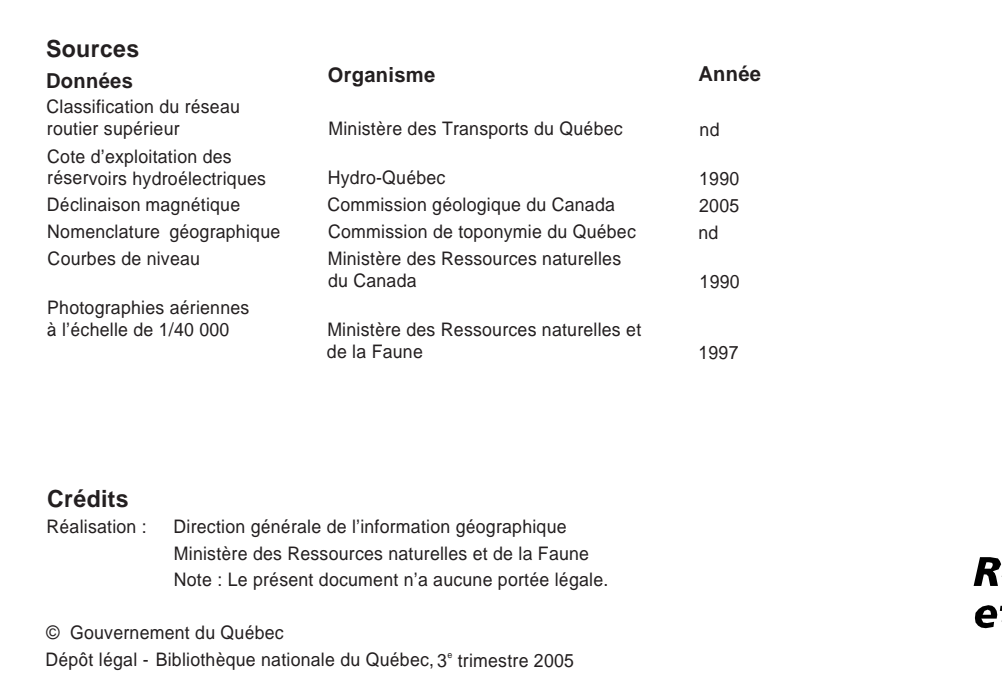 Sources
Données Organisme Année
Classification du réseau
routier supérieur Ministère des Transports du Québec nd
Cote d'exploitation des
réservoirs hydroélectriques Hydro-Québec 1990
Déclinaison magnétique Commission géologique du Canada 2005
Nomenclature géographique Commission de toponymie du Québec nd
Courbes de niveau Ministère des Ressources naturelles
du Canada 1990
Photographies aériennes
à l'échelle de 1/40 000 Ministère des Ressources naturelles et
de la Faune 1997
Crédits
Réalisation : Direction générale de l'information géographique
Ministère des Ressources naturelles et de la Faune
Note : Le présent document n'a aucune portée légale.
© Gouvernement du Québec
Dépôt légal - Bibliothèque nationale du Québec, 3e trimestre 2005